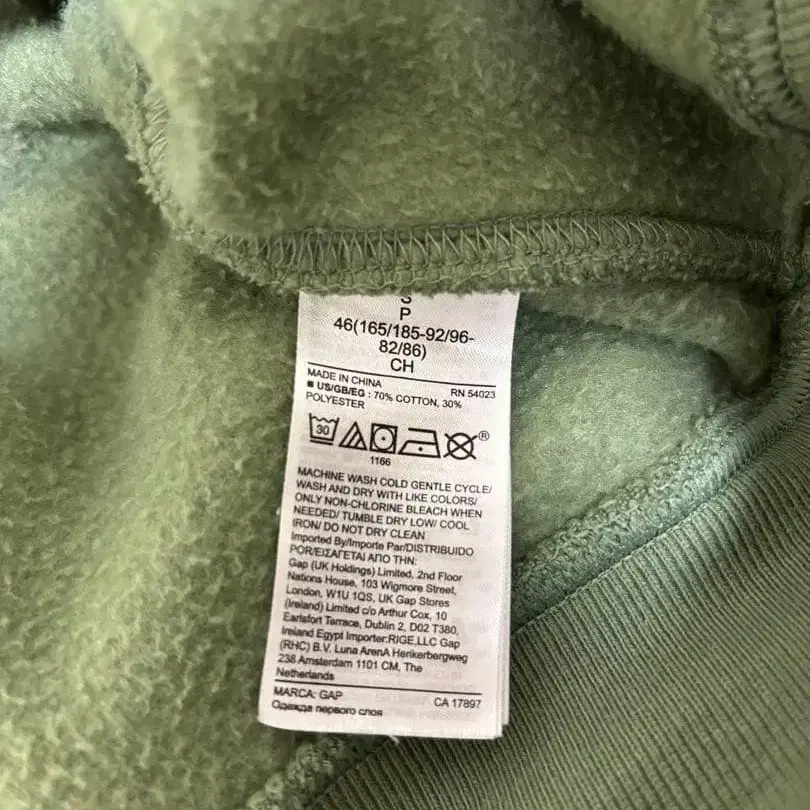 S
P
46(165/185-92/96-
82/86)
CH
MADE IN CHINA RN 54023
■ US/GB/EG : 70% COTTON, 30%
POLYESTER
30
1166
®
MACHINE WASH COLD GENTLE CYCLE/
WASH AND DRY WITH LIKE COLORS/
ONLY NON-CHLORINE BLEACH WHEN
NEEDED/ TUMBLE DRY LOW/ COOL
IRON/ DO NOT DRY CLEAN
Imported By/Importe Par/DISTRIBUIDO
POR/ΕΙΣΑΓΕΤΑΙ ΑΠΟ ΤΗΝ:
Gap (UK Holdings) Limited, 2nd Floor
Nations House, 103 Wigmore Street,
London, W1U 1QS, UK Gap Stores
(Ireland) Limited c/o Arthur Cox, 10
Earlsfort Terrace, Dublin 2, D02 T380,
Ireland Egypt Importer:RIGE,LLC Gap
(RHC) B.V. Luna ArenA Herikerbergweg
238 Amsterdam 1101 CM, The
Netherlands
MARCA: GAP CA 17897
Одежда первого слоя